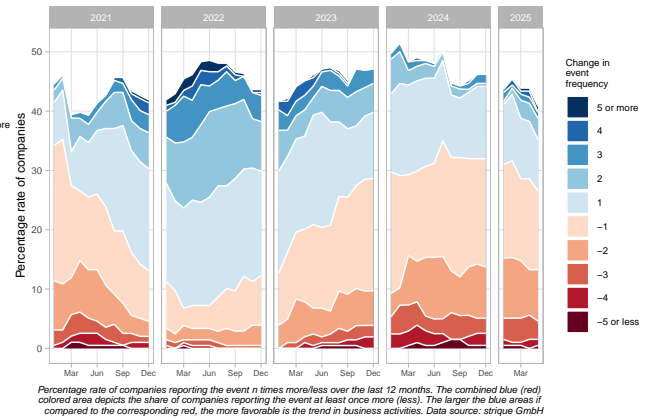 2021 2022 2023 2024 2025
Change in
event
frequency
5 or more
4
3
2
1
−1
−2
−3
−4
−5 or less
ore
Percentage rate of companies
50
40
30
20
10
0
Mar Jun Sep Dec Mar Jun Sep Dec Mar Jun Sep Dec Mar Jun Sep Dec Mar
Percentage rate of companies reporting the event n times more/less over the last 12 months. The combined blue (red)
colored area depicts the share of companies reporting the event at least once more (less). The larger the blue areas if
compared to the corresponding red, the more favorable is the trend in business activities. Data source: strique GmbH